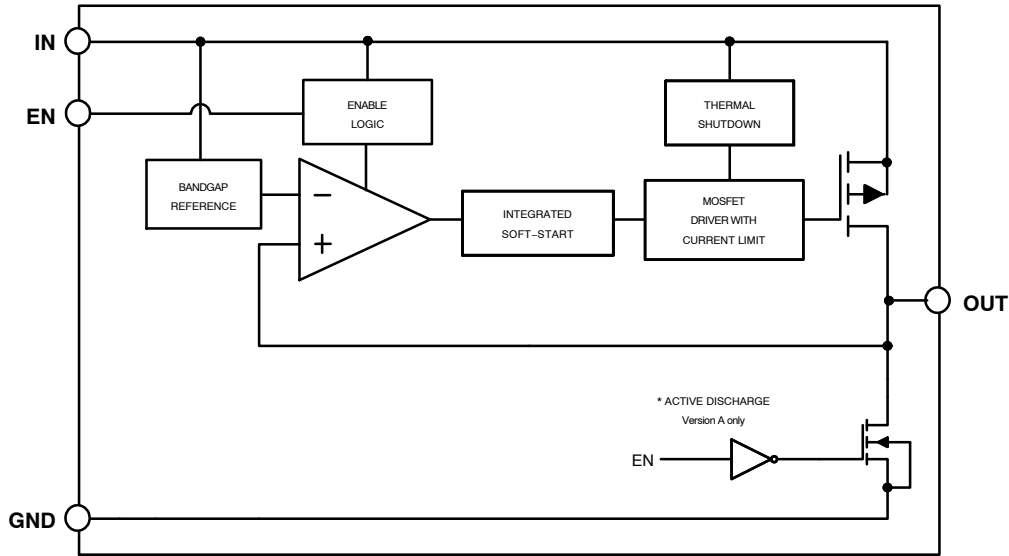 IN
EN
ENABLE
LOGIC
THERMAL
SHUTDOWN
BANDGAP
REFERENCE
−
+
INTEGRATED
SOFT−START
MOSFET
DRIVER WITH
CURRENT LIMIT
OUT
* ACTIVE DISCHARGE
Version A only
EN
GND